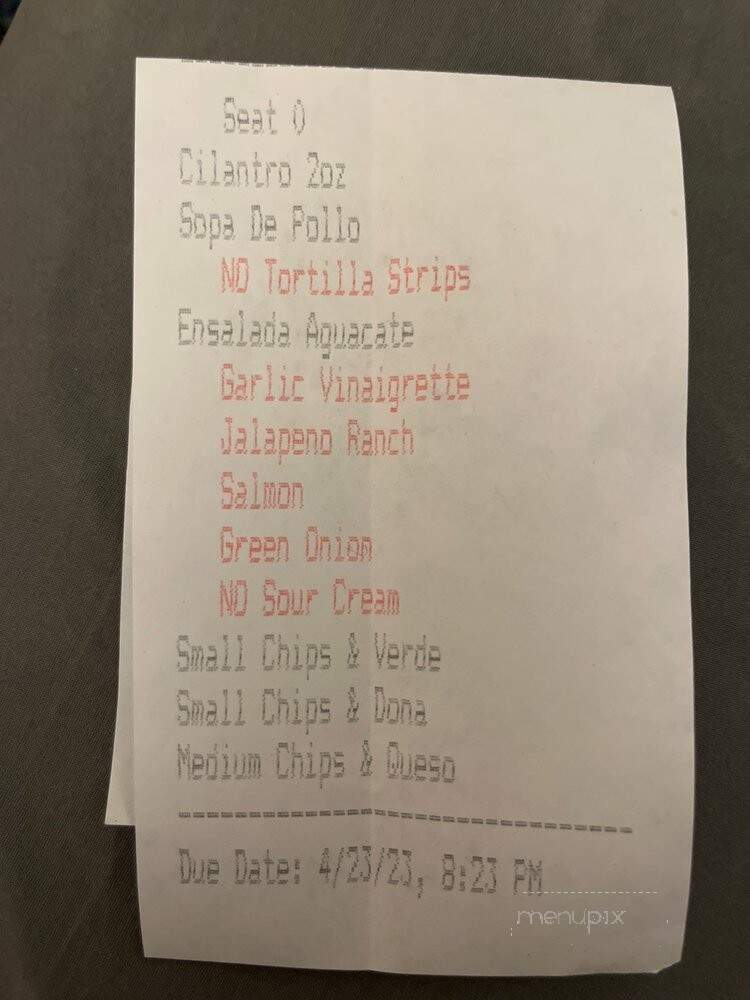 Seat 0
Cilantro 2oz
Sopa De Pollo
NO Tortilla Strips
Ensalada Aguacate
Garlic Vinaigrette
Jalapeno Ranch
Salmon
Green Onion
NO Sour Cream
Small Chips & Verde
Small Chips & Dona
Medium Chips & Queso
Due Date: 4/23/23, 8:23 PM
menupix